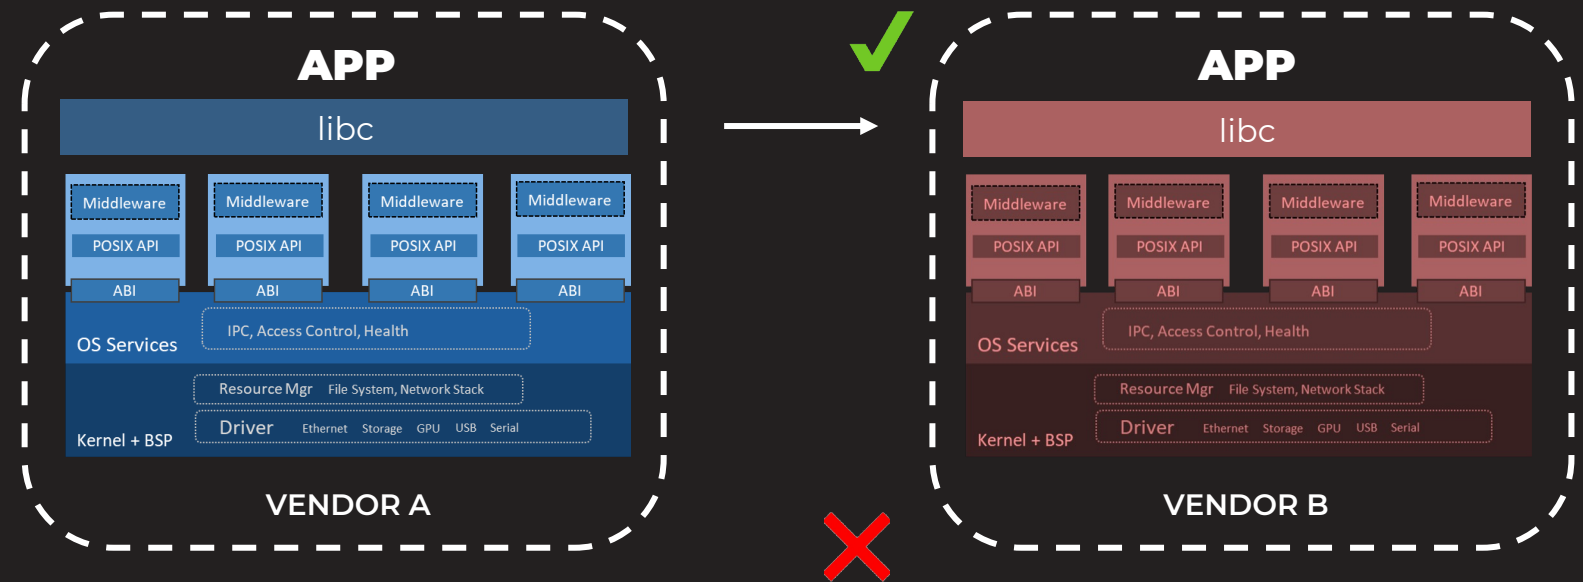 APP
libc
Middleware Middleware Middleware Middleware
POSIX API POSIX API POSIX API POSIX API
ABI ABI ABI ABI
IPC, Access Control, Health
OS Services
Resource Mgr File System, Network Stack
Driver Ethernet Storage GPU USB Serial
Kernel + BSP
VENDOR A
APP
libc
Middleware Middleware Middleware Middleware
POSIX API POSIX API POSIX API POSIX API
ABI ABI ABI ABI
IPC, Access Control, Health
OS Services
Resource Mgr File System, Network Stack
Driver Ethernet Storage GPU USB Serial
Kernel + BSP
VENDOR B